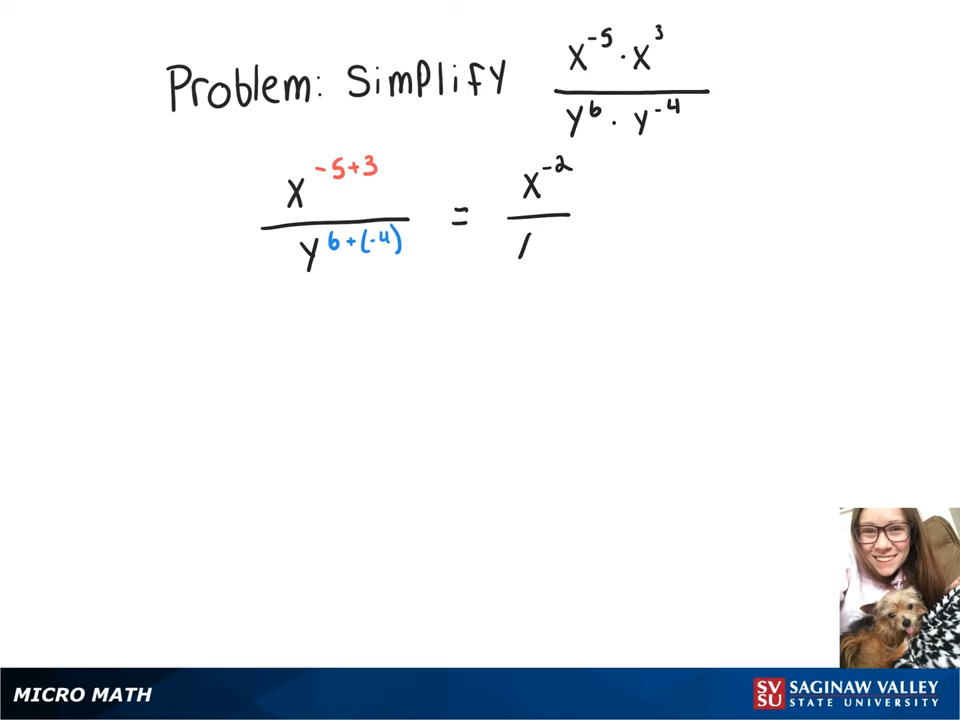 Problem: Simplify x^-5 · x^3 / y^6 · y^-4
x^-5+3 / y^6+(-4) = x^-2 /
MICRO MATH
SVSU SAGINAW VALLEY
STATE UNIVERSITY